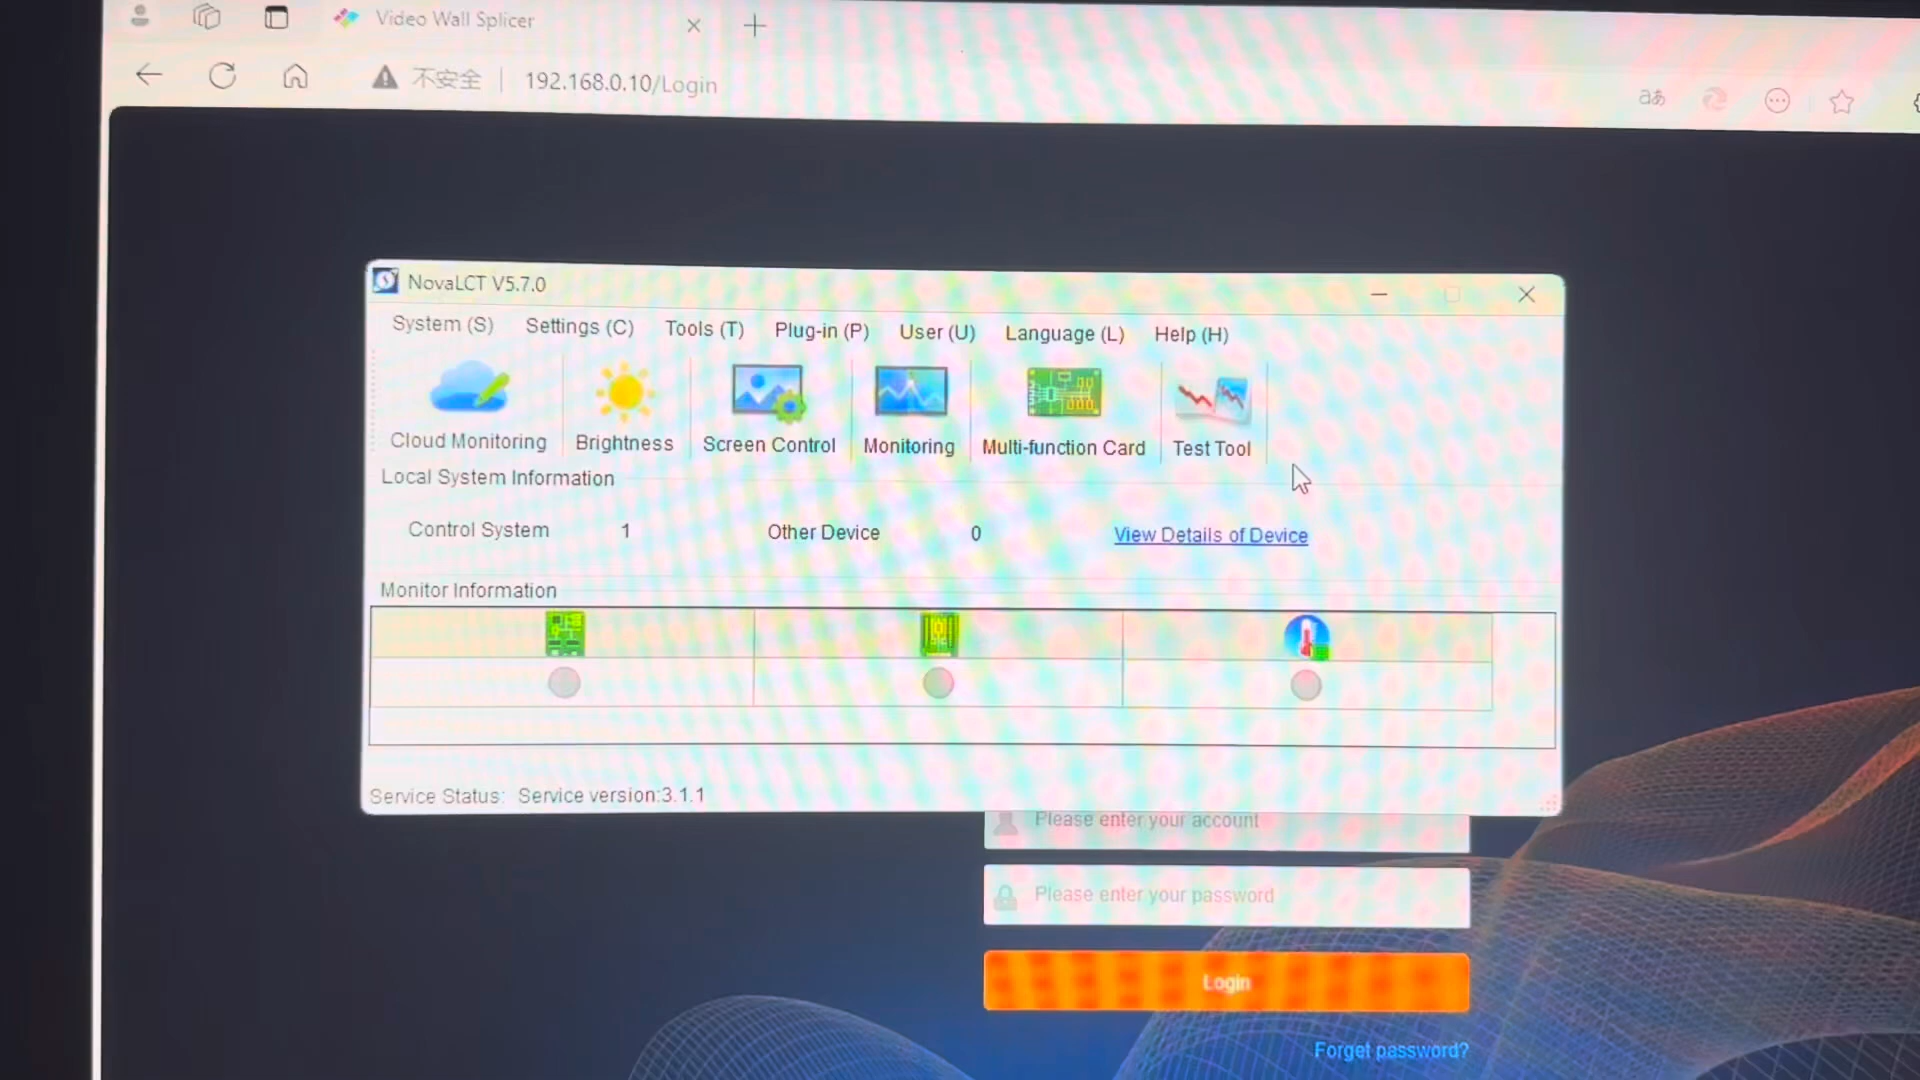 Video Wall Splicer
不安全
192.168.0.10/Login
aあ
NovaLCT V5.7.0
System (S) Settings (C) Tools (T) Plug-in (P) User (U) Language (L) Help (H)
Cloud Monitoring Brightness Screen Control Monitoring Multi-function Card Test Tool
Local System Information
Control System 1 Other Device 0 View Details of Device
Monitor Information
Service Status: Service version:3.1.1
Please enter your account
Please enter your password
Login
Forget password?